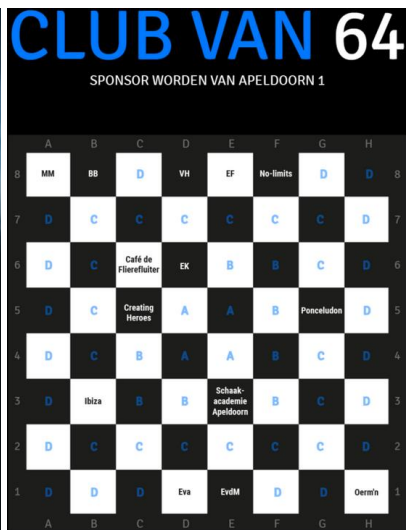 CLUB VAN 64
SPONSOR WORDEN VAN APELDOORN 1
A B C D E F G H
8 MM BB D VH EF No-limits D D 8
7 D C C C C C C D 7
6 D C Café de Flierefluiter EK B B C D 6
5 D C Creating Heroes A A B Ponceludon D 5
4 D C B A A B C D 4
3 D Ibiza B B Schaak-academie Apeldoorn B C D 3
2 D C C C C C C D 2
1 D D D Eva EvdM D D Oerm'n 1
A B C D E F G H